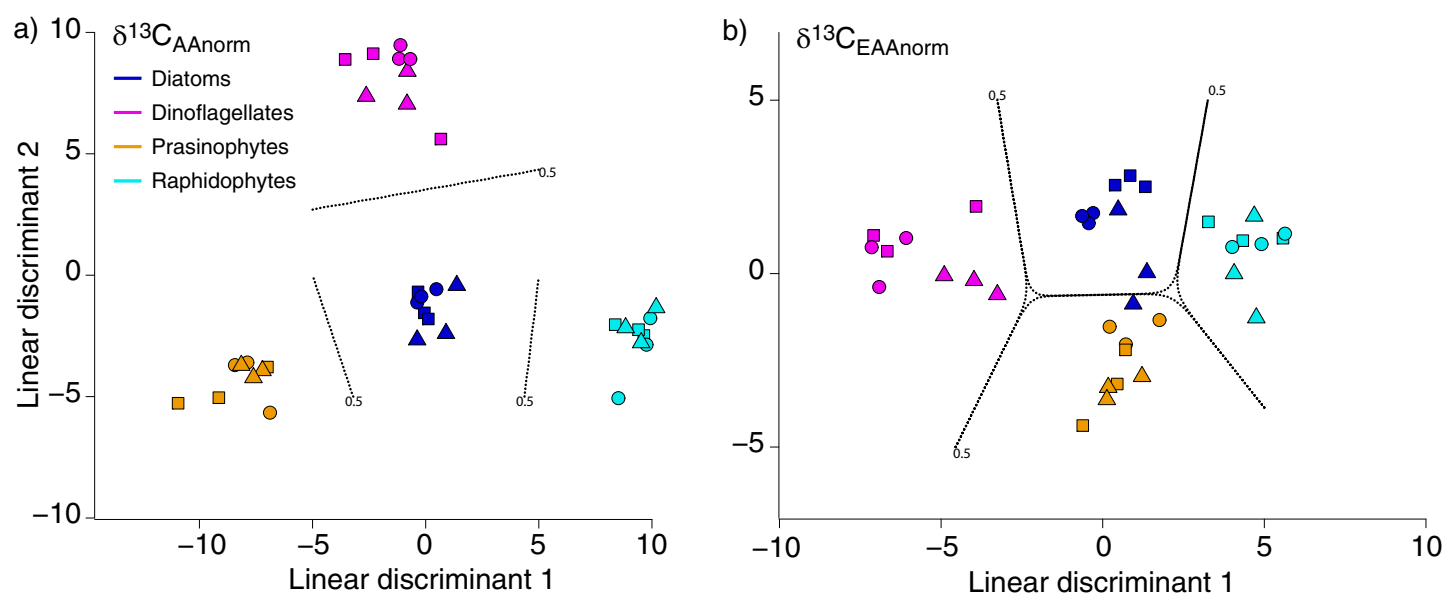 a)
δ13CAAnorm
Diatoms
Dinoflagellates
Prasinophytes
Raphidophytes
10
5
0
−5
−10
Linear discriminant 2
0.5
0.5
0.5
−10
−5
0
5
10
Linear discriminant 1
b)
δ13CEAAnorm
5
0
−5
0.5
0.5
0.5
−10
−5
0
5
10
Linear discriminant 1